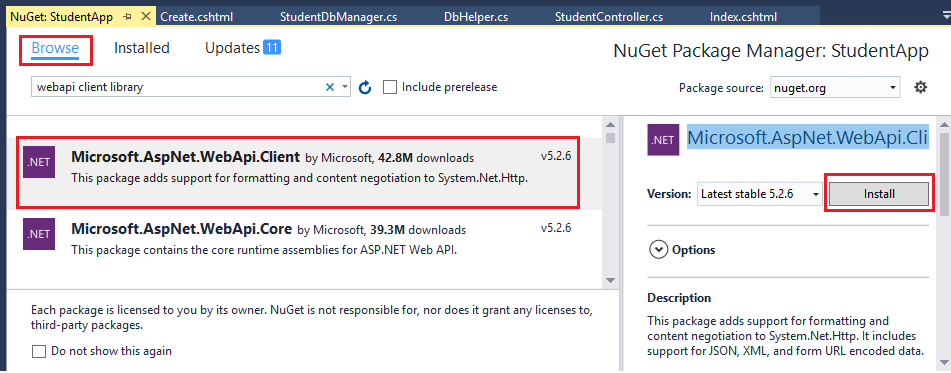 NuGet: StudentApp Create.cshtml StudentDbManager.cs DbHelper.cs StudentController.cs Index.cshtml
Browse Installed Updates 11
NuGet Package Manager: StudentApp
webapi client library
Include prerelease
Package source: nuget.org
.NET
Microsoft.AspNet.WebApi.Client by Microsoft, 42.8M downloads v5.2.6
This package adds support for formatting and content negotiation to System.Net.Http.
.NET
Microsoft.AspNet.WebApi.Core by Microsoft, 39.3M downloads v5.2.6
This package contains the core runtime assemblies for ASP.NET Web API.
Each package is licensed to you by its owner. NuGet is not responsible for, nor does it grant any licenses to,
third-party packages.
Do not show this again
.NET
Microsoft.AspNet.WebApi.Cli
Version: Latest stable 5.2.6 Install
Options
Description
This package adds support for formatting and
content negotiation to System.Net.Http. It includes
support for JSON, XML, and form URL encoded data.